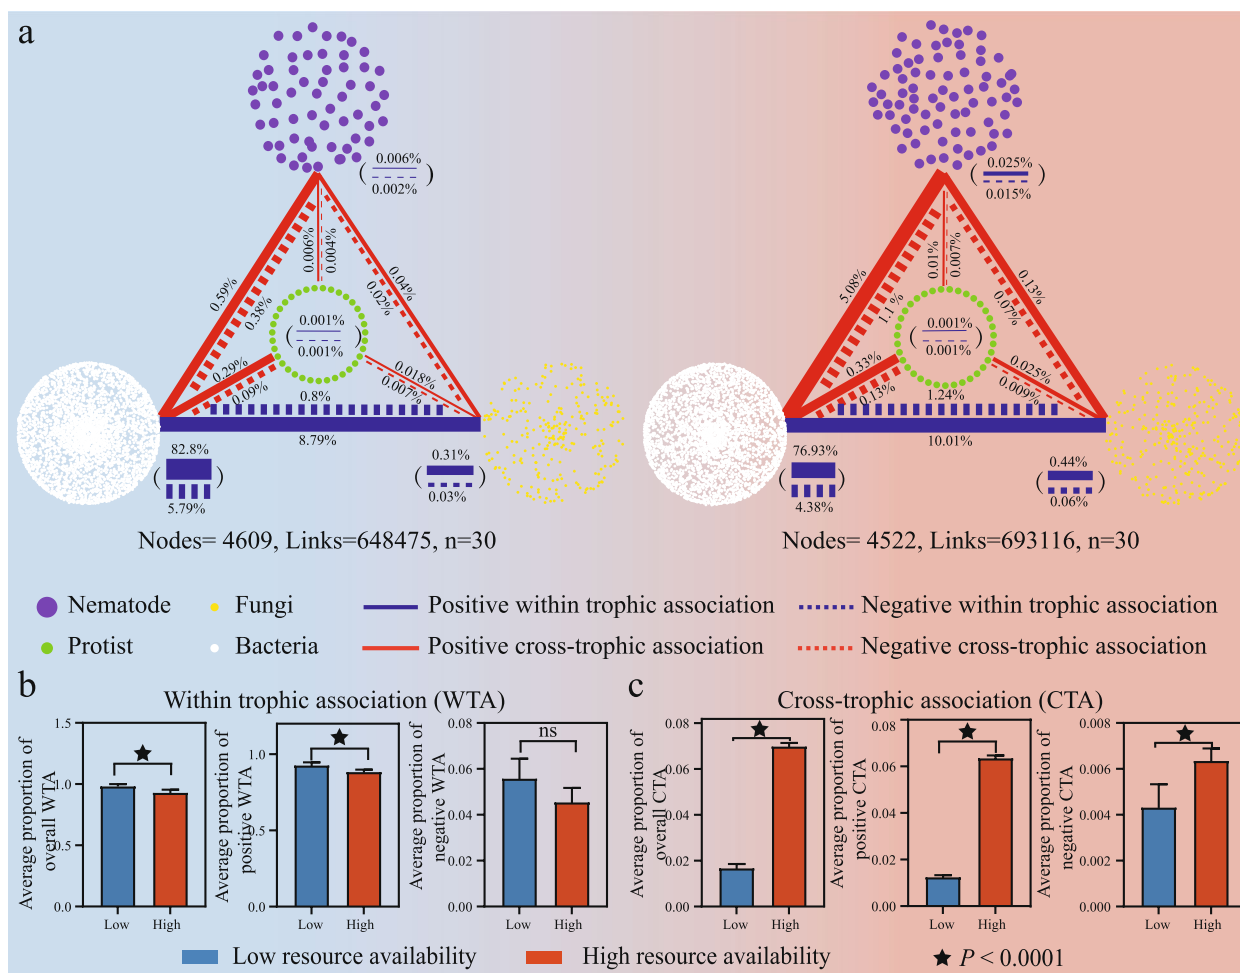 a
0.006%
0.002%
0.025%
0.015%
0.59%
0.38%
0.006%
0.004%
0.04%
0.02%
0.001%
0.001%
0.29%
0.09%
0.018%
0.007%
0.8%
8.79%
82.8%
5.79%
0.31%
0.03%
5.08%
1.1 %
0.01%
0.007%
0.13%
0.07%
0.001%
0.001%
0.33%
0.13%
0.025%
0.009%
1.24%
10.01%
76.93%
4.38%
0.44%
0.06%
Nodes= 4609, Links=648475, n=30
Nodes= 4522, Links=693116, n=30
Nematode
Fungi
Positive within trophic association
Negative within trophic association
Protist
Bacteria
Positive cross-trophic association
Negative cross-trophic association
b
Within trophic association (WTA)
Average proportion of
overall WTA
1.5
1.0
0.5
0.0
Low High
Average proportion of
positive WTA
1.0
0.5
0.0
Low High
Average proportion of
negative WTA
0.08
0.06
0.04
0.02
0.00
ns
Low High
c
Cross-trophic association (CTA)
Average proportion of
overall CTA
0.08
0.06
0.04
0.02
0.00
Low High
Average proportion of
positive CTA
0.08
0.06
0.04
0.02
0.00
Low High
Average proportion of
negative CTA
0.008
0.006
0.004
0.002
0.000
Low High
Low resource availability
High resource availability
P < 0.0001